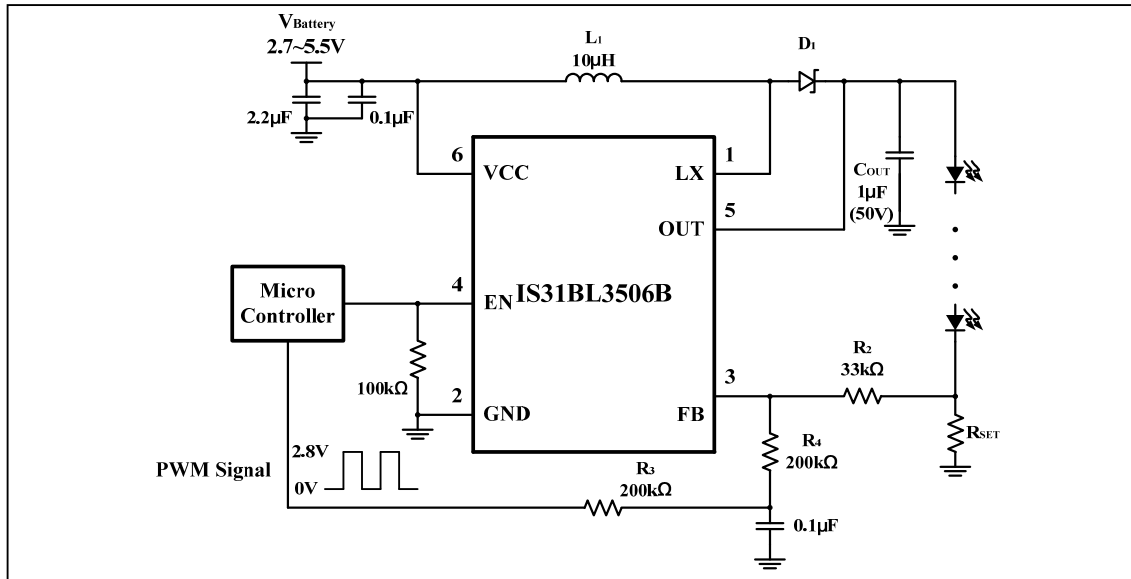 VBattery
2.7~5.5V
2.2µF
0.1µF
L1
10µH
D1
6
VCC
1
LX
COUT
1µF
(50V)
5
OUT
Micro
Controller
4
EN
IS31BL3506B
100kΩ
2
GND
3
FB
R2
33kΩ
RSET
R4
200kΩ
PWM Signal
2.8V
0V
R3
200kΩ
0.1µF